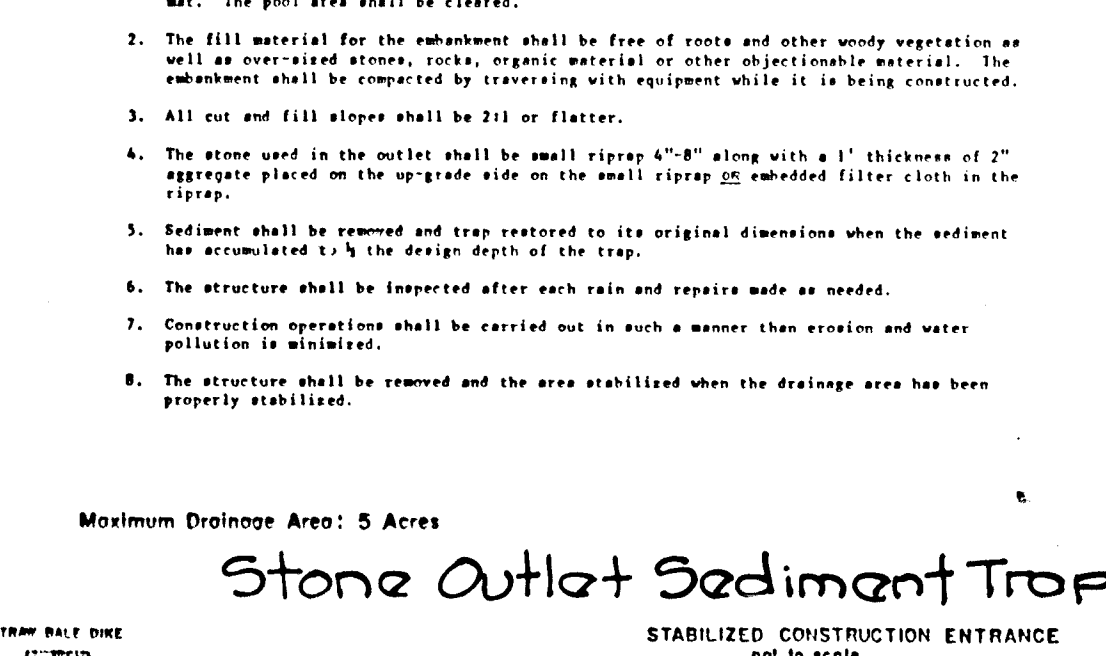 mat. The pool area shall be cleared.
2. The fill material for the embankment shall be free of roots and other woody vegetation as
well as over-sized stones, rocks, organic material or other objectionable material. The
embankment shall be compacted by traversing with equipment while it is being constructed.
3. All cut and fill slopes shall be 2:1 or flatter.
4. The stone used in the outlet shall be small riprap 4"-8" along with a 1' thickness of 2"
aggregate placed on the up-grade side on the small riprap OR embedded filter cloth in the
riprap.
5. Sediment shall be removed and trap restored to its original dimensions when the sediment
has accumulated to ½ the design depth of the trap.
6. The structure shall be inspected after each rain and repairs made as needed.
7. Construction operations shall be carried out in such a manner than erosion and water
pollution is minimized.
8. The structure shall be removed and the area stabilized when the drainage area has been
properly stabilized.
Maximum Drainage Area: 5 Acres
Stone Outlet Sediment Trap
TRAW BALE DIKE
STABILIZED CONSTRUCTION ENTRANCE
not to scale